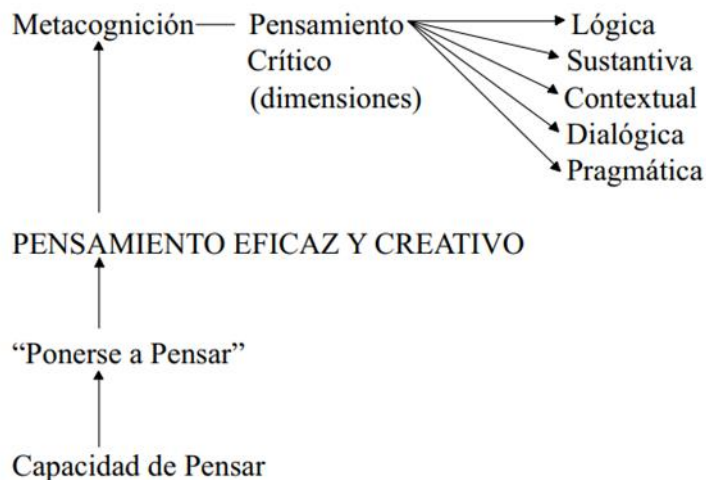 Metacognición Pensamiento Lógica
Crítico Sustantiva
(dimensiones) Contextual
Dialógica
Pragmática
PENSAMIENTO EFICAZ Y CREATIVO
“Ponerse a Pensar”
Capacidad de Pensar